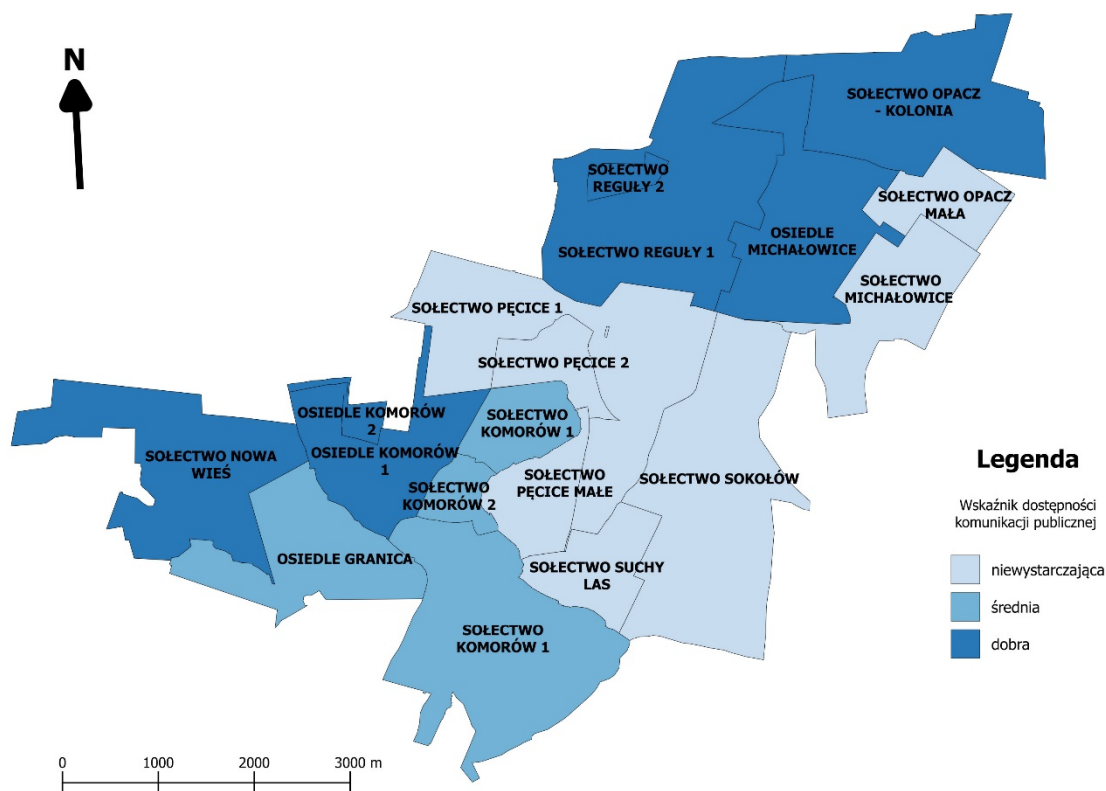 N
SOŁECTWO OPACZ
- KOLONIA
SOŁECTWO
REGUŁY 2
SOŁECTWO OPACZ
MAŁA
OSIEDLE
MICHAŁOWICE
SOŁECTWO REGUŁY 1
SOŁECTWO
MICHAŁOWICE
SOŁECTWO PĘCICE 1
SOŁECTWO PĘCICE 2
OSIEDLE KOMORÓW
2
SOŁECTWO
KOMORÓW 1
SOŁECTWO NOWA
WIEŚ
OSIEDLE KOMORÓW
1
SOŁECTWO
KOMORÓW 2
SOŁECTWO
PĘCICE MAŁE
SOŁECTWO SOKOŁÓW
OSIEDLE GRANICA
SOŁECTWO SUCHY
LAS
SOŁECTWO
KOMORÓW 1
Legenda
Wskaźnik dostępności
komunikacji publicznej
niewystarczająca
średnia
dobra
0 1000 2000 3000 m